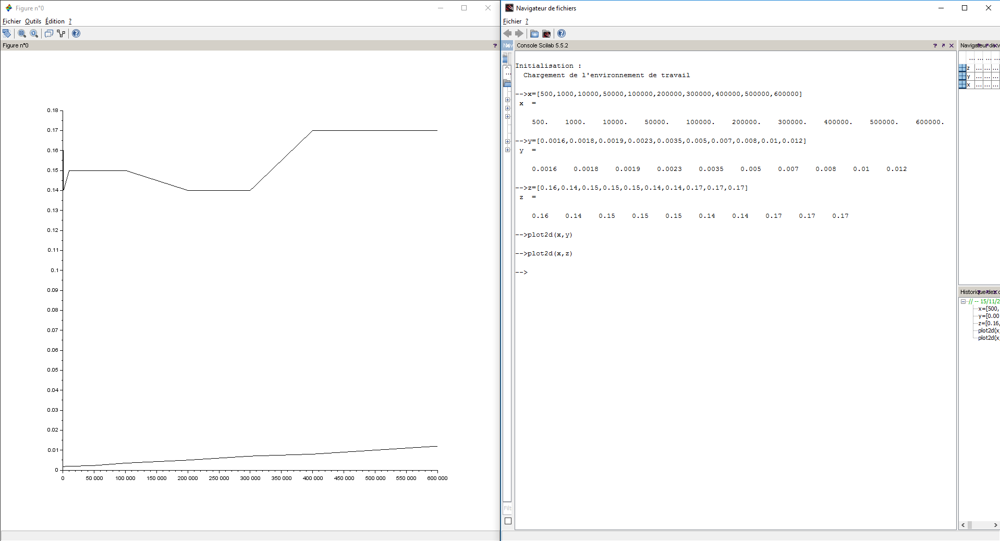 Figure n°0
Fichier Outils Édition ?
Figure n°0 ?
0.18
0.17
0.16
0.15
0.14
0.13
0.12
0.11
0.1
0.09
0.08
0.07
0.06
0.05
0.04
0.03
0.02
0.01
0
0 50 000 100 000 150 000 200 000 250 000 300 000 350 000 400 000 450 000 500 000 550 000 600 000
Navigateur de fichiers
Fichier ?
Console Scilab 5.5.2
Initialisation :
Chargement de l'environnement de travail
-->x=[500,1000,10000,50000,100000,200000,300000,400000,500000,600000]
x =
500. 1000. 10000. 50000. 100000. 200000. 300000. 400000. 500000. 600000.
-->y=[0.0016,0.0018,0.0019,0.0023,0.0035,0.005,0.007,0.008,0.01,0.012]
y =
0.0016 0.0018 0.0019 0.0023 0.0035 0.005 0.007 0.008 0.01 0.012
-->z=[0.16,0.14,0.15,0.15,0.15,0.14,0.14,0.17,0.17,0.17]
z =
0.16 0.14 0.15 0.15 0.15 0.14 0.14 0.17 0.17 0.17
-->plot2d(x,y)
-->plot2d(x,z)
-->
Filt
Navigateur de v
... ... ... ...
z ... ... ...
y ... ... ...
x ... ... ...
Historique des c
// -- 15/11/2
x=[500,
y=[0.00
z=[0.16,
plot2d(x,
plot2d(x,